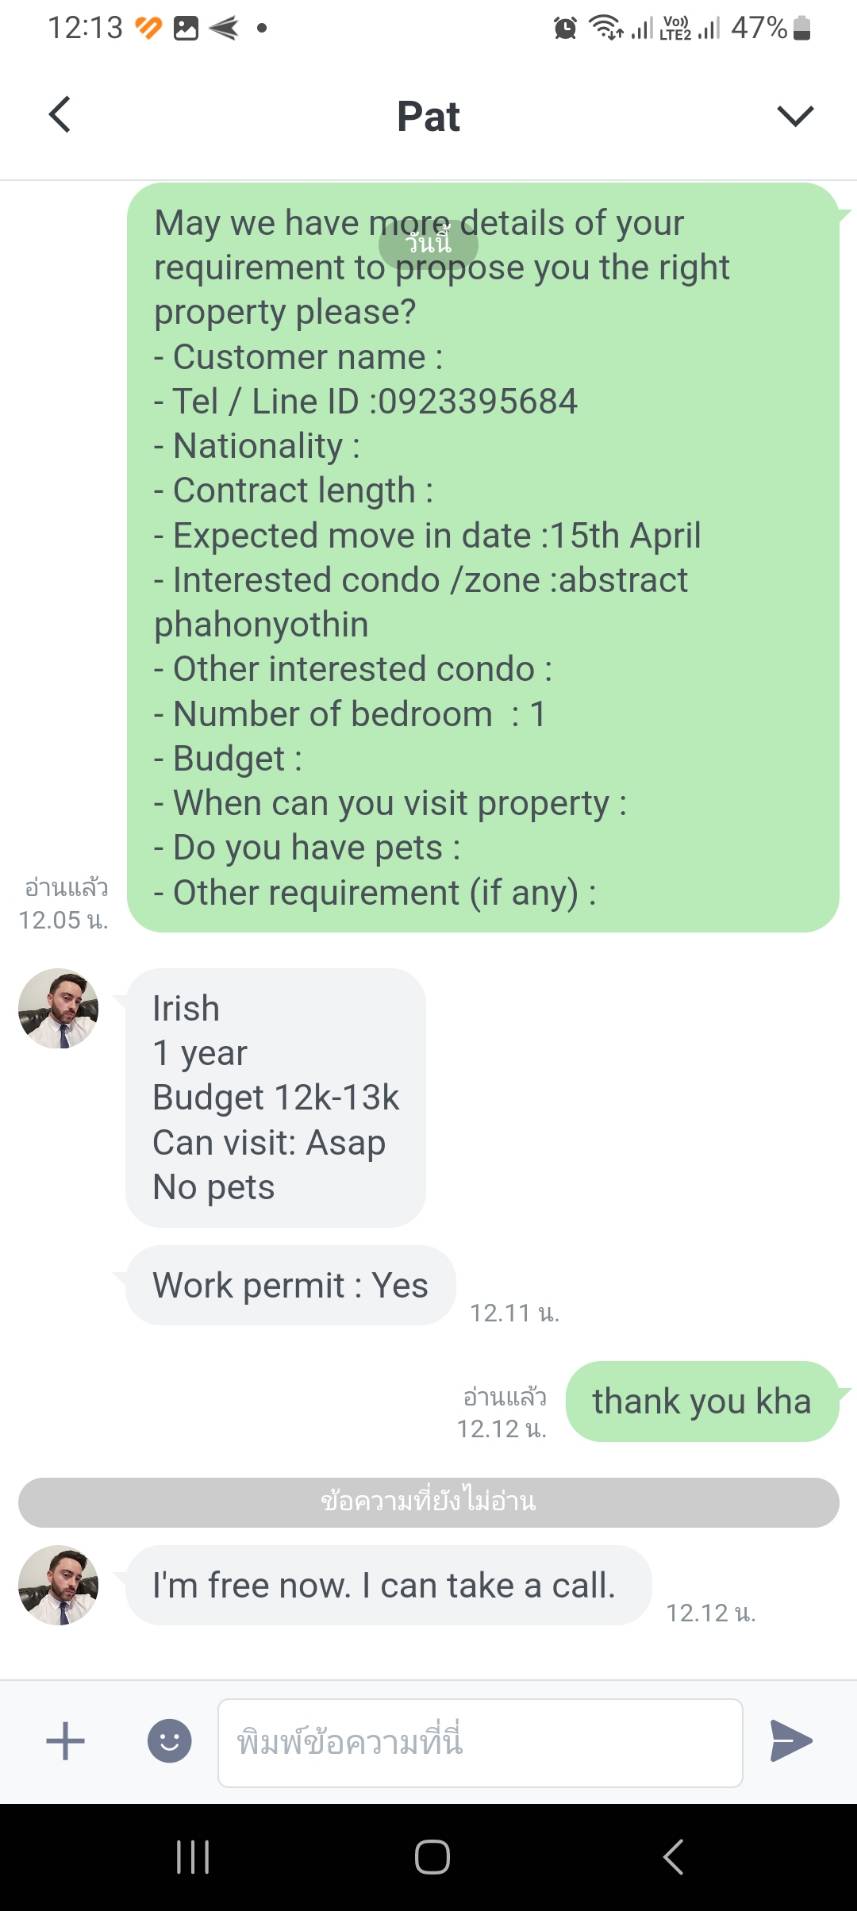 12:13
Vo))
LTE2
47%
Pat
May we have more details of your
วันนี้
requirement to propose you the right
property please?
- Customer name :
- Tel / Line ID :0923395684
- Nationality :
- Contract length :
- Expected move in date :15th April
- Interested condo /zone :abstract
phahonyothin
- Other interested condo :
- Number of bedroom  : 1
- Budget :
- When can you visit property :
- Do you have pets :
- Other requirement (if any) :
อ่านแล้ว
12.05 น.
Irish
1 year
Budget 12k-13k
Can visit: Asap
No pets
Work permit : Yes
12.11 น.
อ่านแล้ว
12.12 น.
thank you kha
ข้อความที่ยังไม่อ่าน
I'm free now. I can take a call.
12.12 น.
พิมพ์ข้อความที่นี่